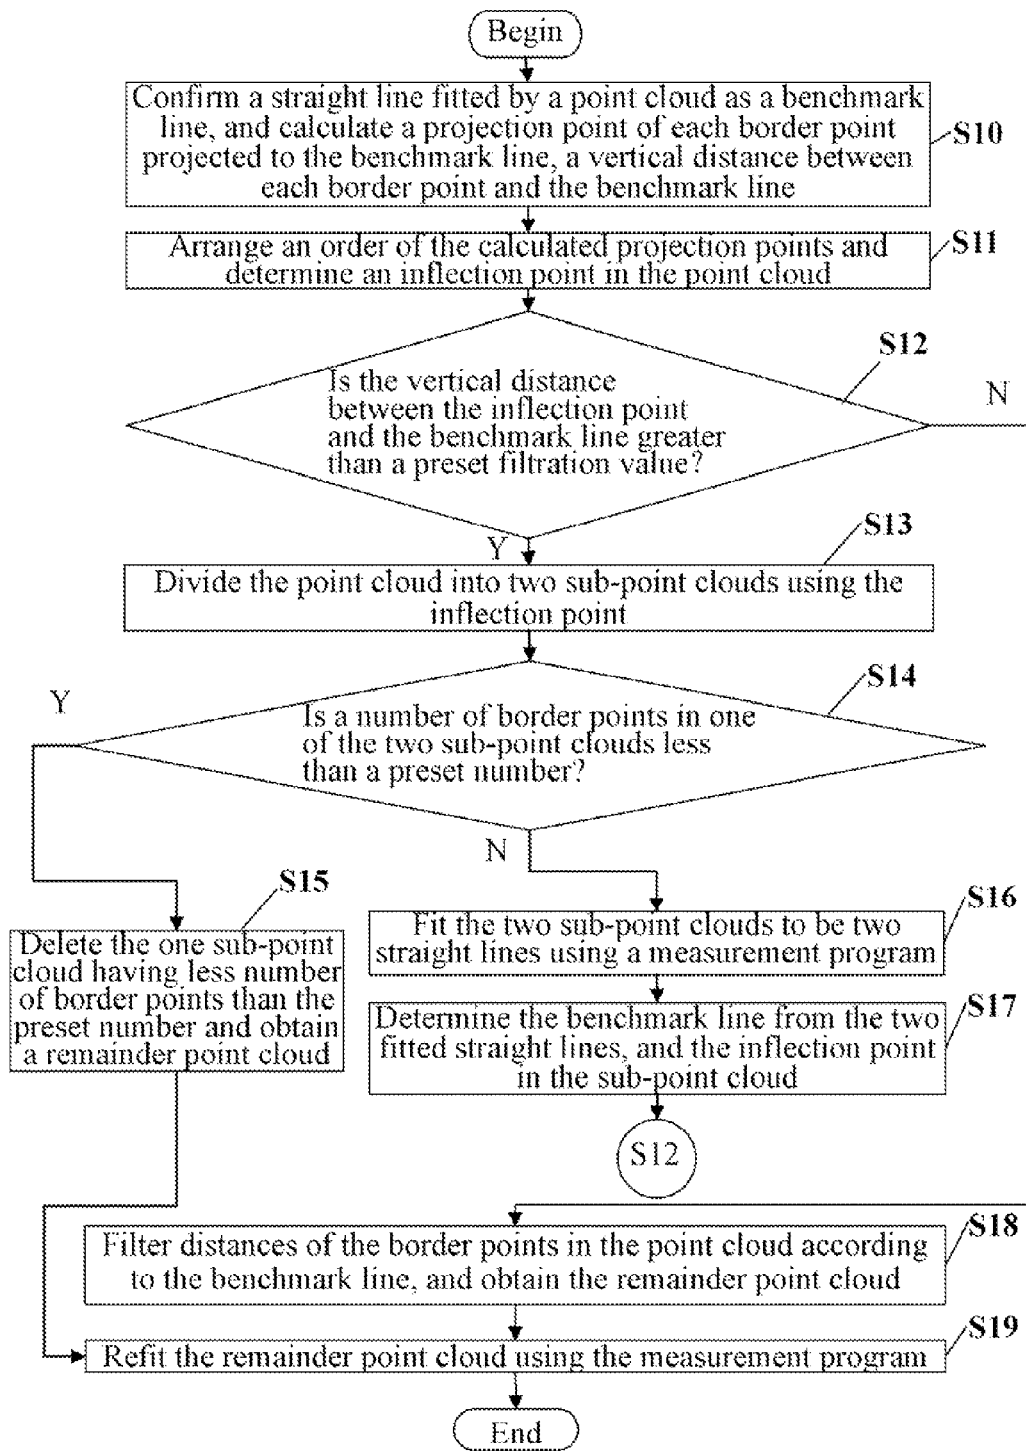 Begin
Confirm a straight line fitted by a point cloud as a benchmark
line, and calculate a projection point of each border point
projected to the benchmark line, a vertical distance between
each border point and the benchmark line
S10
Arrange an order of the calculated projection points and
determine an inflection point in the point cloud
S11
S12
Is the vertical distance
between the inflection point
and the benchmark line greater
than a preset filtration value?
N
Y
S13
Divide the point cloud into two sub-point clouds using the
inflection point
S14
Y
Is a number of border points in one
of the two sub-point clouds less
than a preset number?
N
S15
Delete the one sub-point
cloud having less number
of border points than the
preset number and obtain
a remainder point cloud
S16
Fit the two sub-point clouds to be two
straight lines using a measurement program
S17
Determine the benchmark line from the two
fitted straight lines, and the inflection point
in the sub-point cloud
S12
S18
Filter distances of the border points in the point cloud according
to the benchmark line, and obtain the remainder point cloud
S19
Refit the remainder point cloud using the measurement program
End